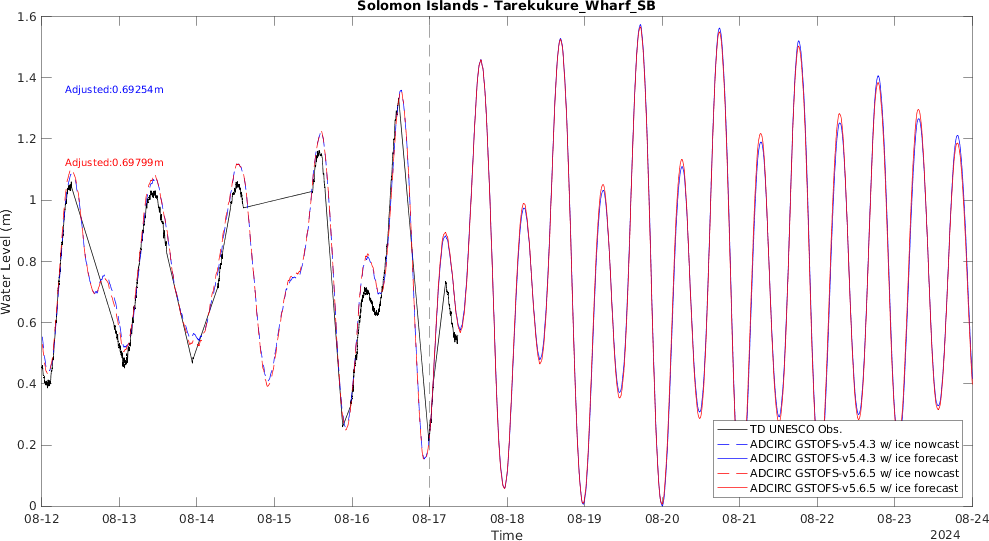 Solomon Islands - Tarekukure_Wharf_SB
1.6
1.4
1.2
1
0.8
0.6
0.4
0.2
0
Water Level (m)
Adjusted:0.69254m
Adjusted:0.69799m
TD UNESCO Obs.
ADCIRC GSTOFS-v5.4.3 w/ ice nowcast
ADCIRC GSTOFS-v5.4.3 w/ ice forecast
ADCIRC GSTOFS-v5.6.5 w/ ice nowcast
ADCIRC GSTOFS-v5.6.5 w/ ice forecast
08-12 08-13 08-14 08-15 08-16 08-17 08-18 08-19 08-20 08-21 08-22 08-23 08-24
Time
2024